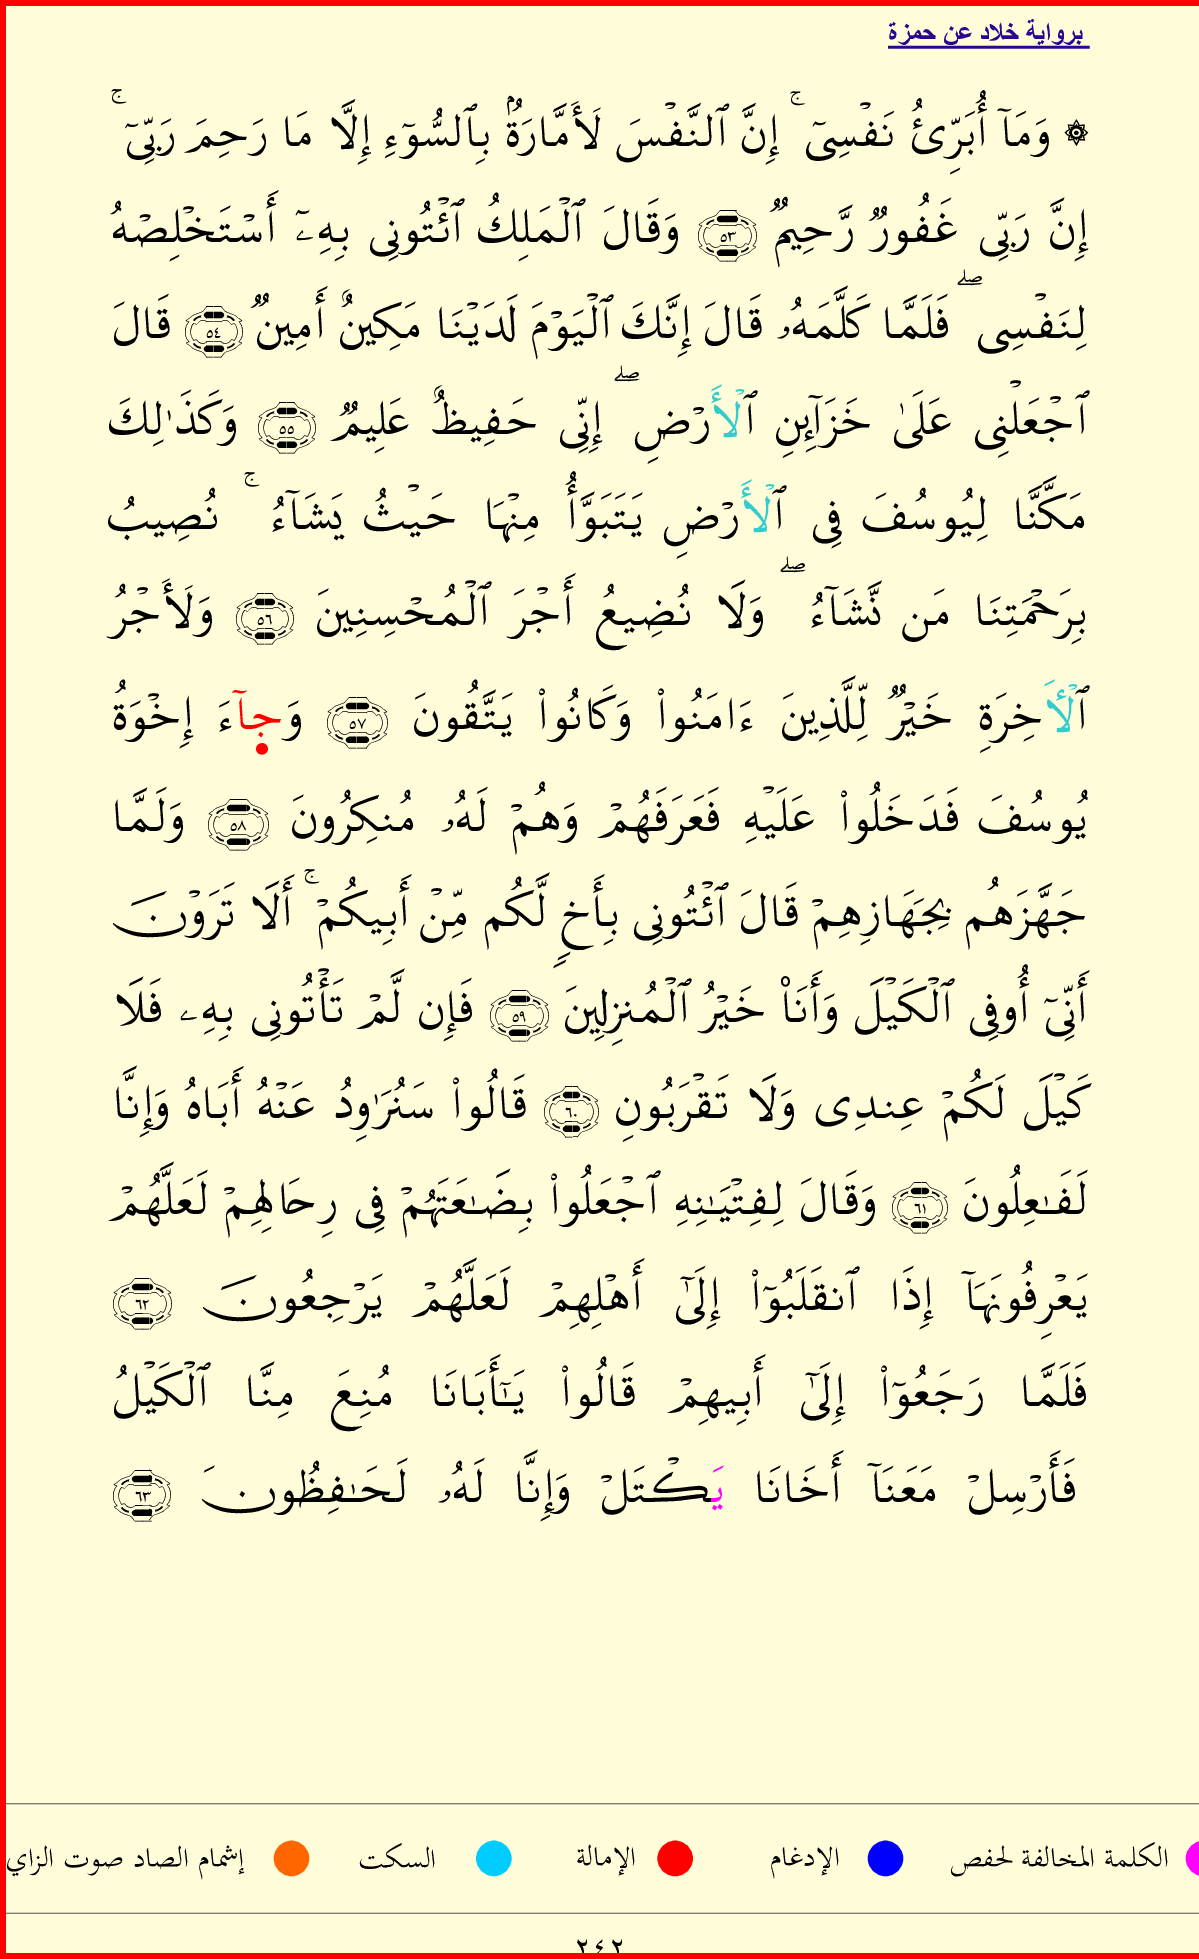 برواية خلاد عن حمزة
۞ وَمَآ أُبَرِّئُ نَفْسِىٓ ۚ إِنَّ ٱلنَّفْسَ لَأَمَّارَةٌۢ بِٱلسُّوٓءِ إِلَّا مَا رَحِمَ رَبِّىٓ ۚ
إِنَّ رَبِّى غَفُورٌ رَّحِيمٌ ٥٣ وَقَالَ ٱلْمَلِكُ ٱئْتُونِى بِهِۦٓ أَسْتَخْلِصْهُ
لِنَفْسِى ۖ فَلَمَّا كَلَّمَهُۥ قَالَ إِنَّكَ ٱلْيَوْمَ لَدَيْنَا مَكِينٌ أَمِينٌ ٥٤ قَالَ
ٱجْعَلْنِى عَلَىٰ خَزَآئِنِ ٱلْأَرْضِ ۖ إِنِّى حَفِيظٌ عَلِيمٌ ٥٥ وَكَذَٰلِكَ
مَكَّنَّا لِيُوسُفَ فِى ٱلْأَرْضِ يَتَبَوَّأُ مِنْهَا حَيْثُ يَشَآءُ ۚ نُصِيبُ
بِرَحْمَتِنَا مَن نَّشَآءُ ۖ وَلَا نُضِيعُ أَجْرَ ٱلْمُحْسِنِينَ ٥٦ وَلَأَجْرُ
ٱلْأَخِرَةِ خَيْرٌ لِّلَّذِينَ ءَامَنُوا۟ وَكَانُوا۟ يَتَّقُونَ ٥٧ وَجآءَ إِخْوَةُ
يُوسُفَ فَدَخَلُوا۟ عَلَيْهِ فَعَرَفَهُمْ وَهُمْ لَهُۥ مُنكِرُونَ ٥٨ وَلَمَّا
جَهَّزَهُم بِجَهَازِهِمْ قَالَ ٱئْتُونِى بِأَخٍ لَّكُم مِّنْ أَبِيكُمْ ۚ أَلَا تَرَوْنَ
أَنِّىٓ أُوفِى ٱلْكَيْلَ وَأَنَا۠ خَيْرُ ٱلْمُنزِلِينَ ٥٩ فَإِن لَّمْ تَأْتُونِى بِهِۦ فَلَا
كَيْلَ لَكُمْ عِندِى وَلَا تَقْرَبُونِ ٦٠ قَالُوا۟ سَنُرَٰوِدُ عَنْهُ أَبَاهُ وَإِنَّا
لَفَـٰعِلُونَ ٦١ وَقَالَ لِفِتْيَـٰنِهِ ٱجْعَلُوا۟ بِضَـٰعَتَهُمْ فِى رِحَالِهِمْ لَعَلَّهُمْ
يَعْرِفُونَهَآ إِذَا ٱنقَلَبُوٓا۟ إِلَىٰٓ أَهْلِهِمْ لَعَلَّهُمْ يَرْجِعُونَ ٦٢
فَلَمَّا رَجَعُوٓا۟ إِلَىٰٓ أَبِيهِمْ قَالُوا۟ يَـٰٓأَبَانَا مُنِعَ مِنَّا ٱلْكَيْلُ
فَأَرْسِلْ مَعَنَآ أَخَانَا يَكْتَلْ وَإِنَّا لَهُۥ لَحَـٰفِظُونَ ٦٣
الكلمة المخالفة لحفص الإدغام الإمالة السكت إشمام الصاد صوت الزاي
٢٤٢